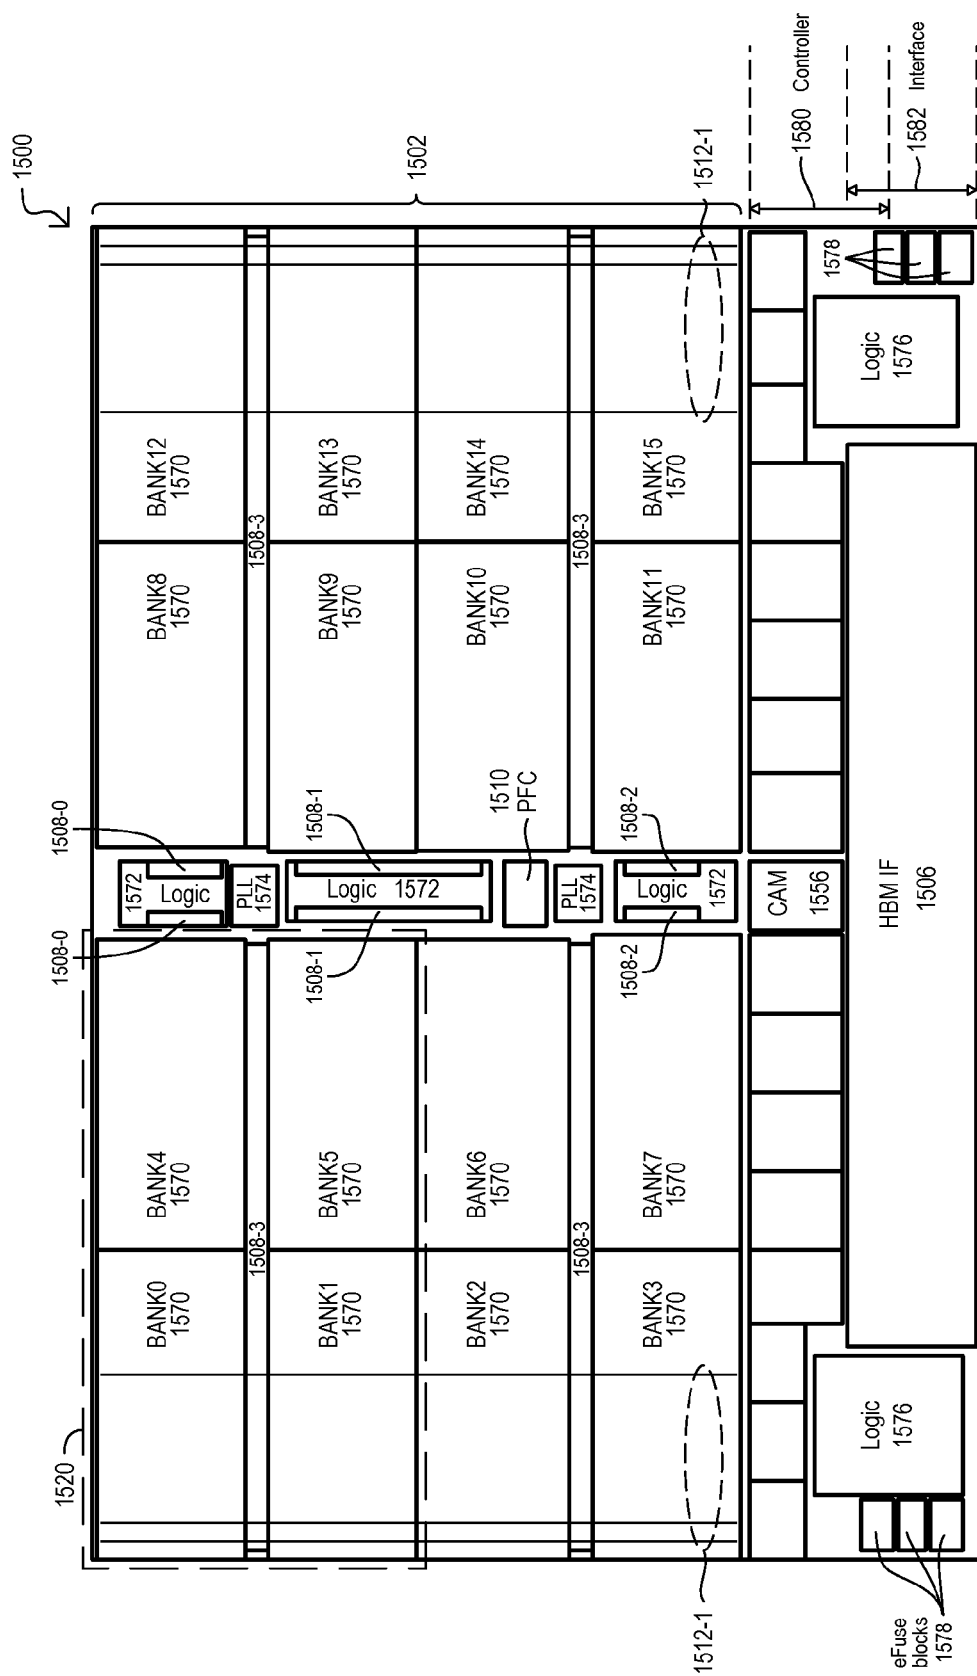 1500
1520
1508-0
1508-0
BANK0
1570
BANK4
1570
1572
Logic
BANK8
1570
BANK12
1570
1508-3
PLL
1574
1508-3
BANK1
1570
BANK5
1570
1508-1
Logic 1572
1508-1
BANK9
1570
BANK13
1570
1502
BANK2
1570
BANK6
1570
1510
PFC
BANK10
1570
BANK14
1570
1508-3
PLL
1574
1508-3
BANK3
1570
BANK7
1570
1508-2
Logic
1572
1508-2
BANK11
1570
BANK15
1570
1512-1
1512-1
CAM
1556
1580 Controller
1578
Logic
1576
HBM IF
1506
Logic
1576
1582 Interface
eFuse
blocks
1578